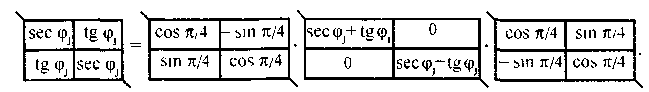 sec φⱼ tg φⱼ = cos π/4 − sin π/4 · sec φⱼ + tg φⱼ 0 · cos π/4 sin π/4
tg φⱼ sec φⱼ sin π/4 cos π/4 0 sec φⱼ − tg φⱼ − sin π/4 cos π/4 .